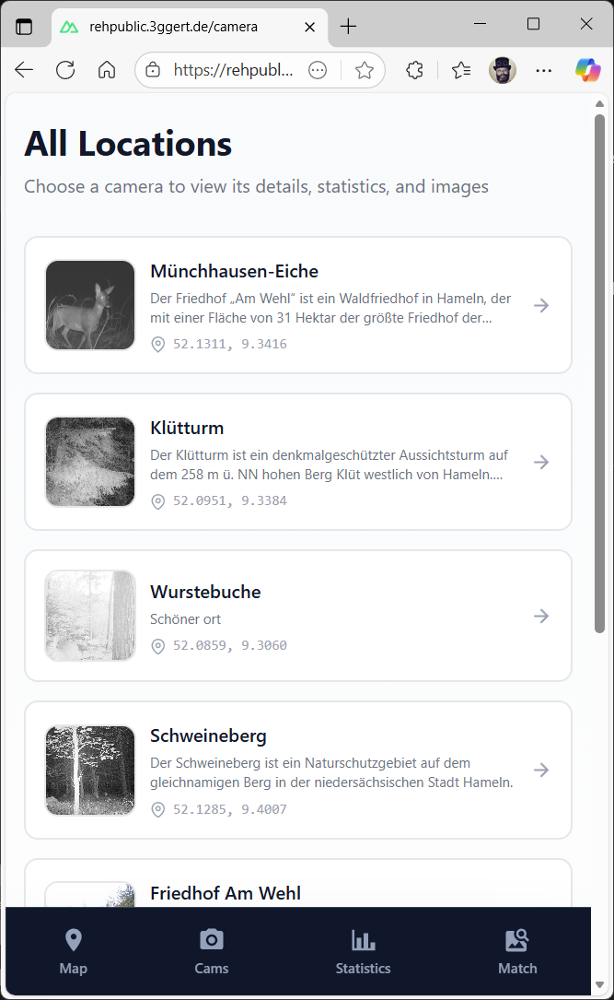 rehpublic.3ggert.de/camera
https://rehpubl...
All Locations
Choose a camera to view its details, statistics, and images
Münchhausen-Eiche
Der Friedhof „Am Wehl“ ist ein Waldfriedhof in Hameln, der
mit einer Fläche von 31 Hektar der größte Friedhof der...
52.1311, 9.3416
Klütturm
Der Klütturm ist ein denkmalgeschützter Aussichtsturm auf
dem 258 m ü. NN hohen Berg Klüt westlich von Hameln....
52.0951, 9.3384
Wurstebuche
Schöner ort
52.0859, 9.3060
Schweineberg
Der Schweineberg ist ein Naturschutzgebiet auf dem
gleichnamigen Berg in der niedersächsischen Stadt Hameln.
52.1285, 9.4007
Friedhof Am Wehl
Map
Cams
Statistics
Match